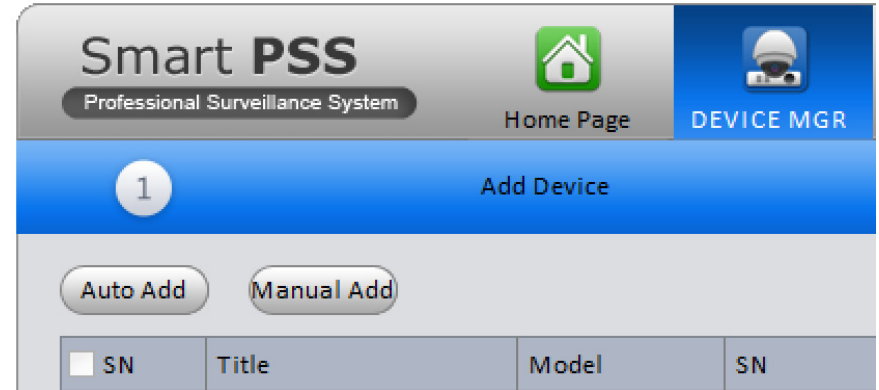 Smart PSS
Professional Surveillance System
Home Page
DEVICE MGR
1
Add Device
Auto Add
Manual Add
SN
Title
Model
SN